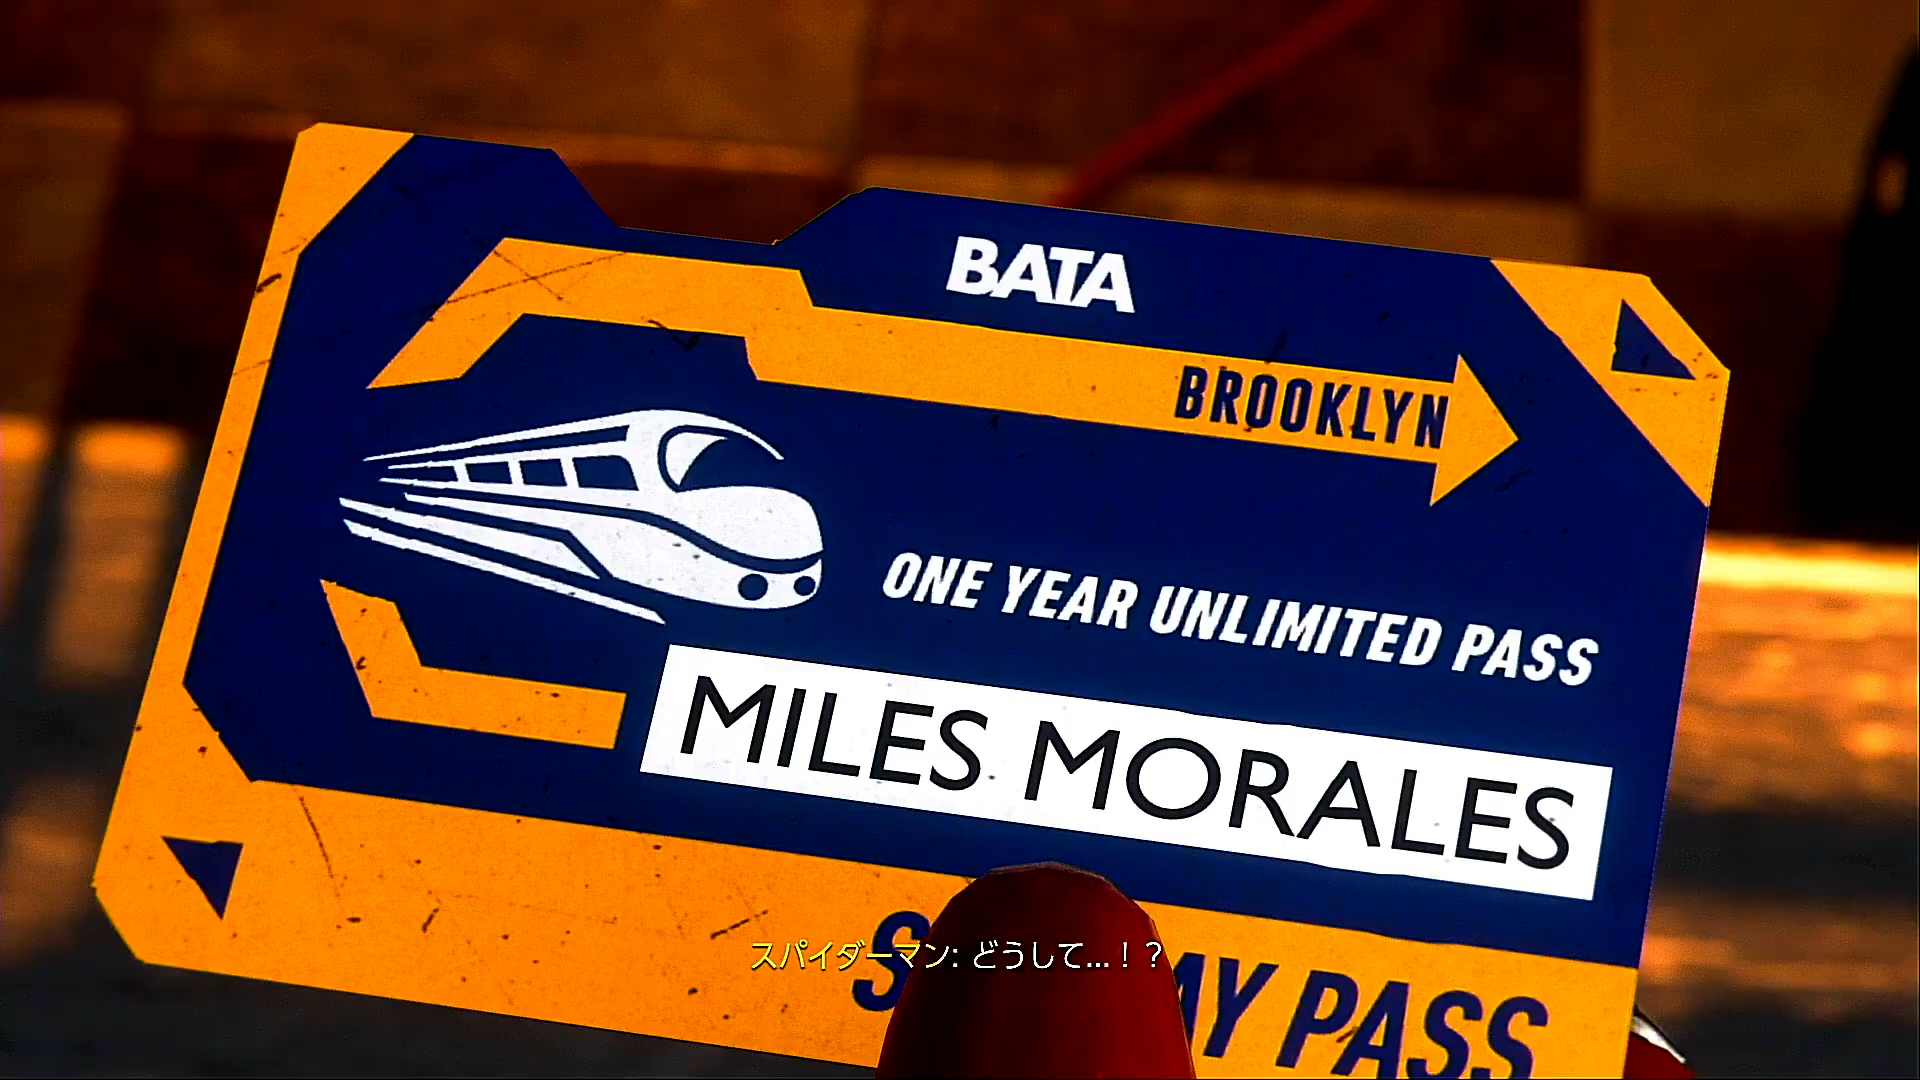 BATA
BROOKLYN
ONE YEAR UNLIMITED PASS
MILES MORALES
スパイダーマン: どうして...！？
PASS